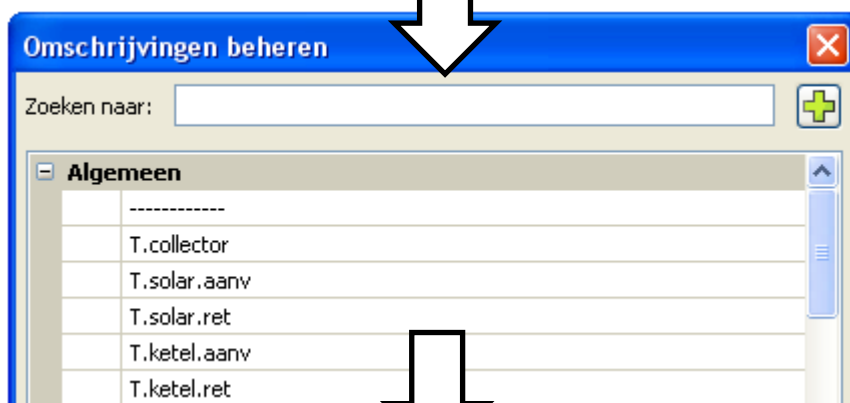 Omschrijvingen beheren
Zoeken naar:
Algemeen
------------
T.collector
T.solar.aanv
T.solar.ret
T.ketel.aanv
T.ketel.ret